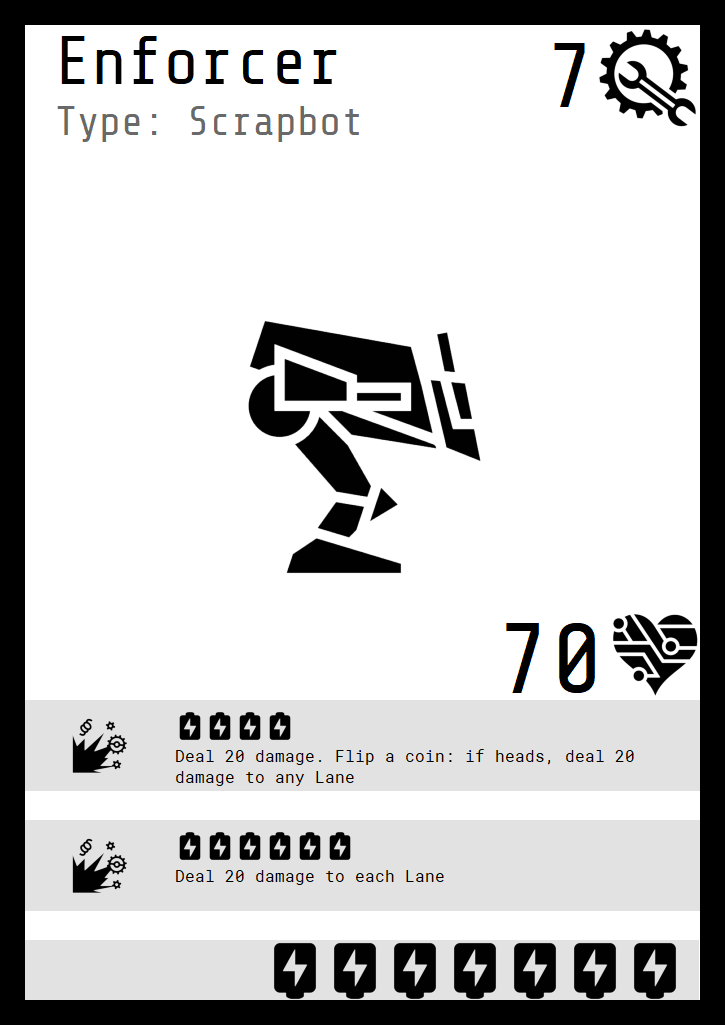 Enforcer
7
Type: Scrapbot
70
Deal 20 damage. Flip a coin: if heads, deal 20
damage to any Lane
Deal 20 damage to each Lane